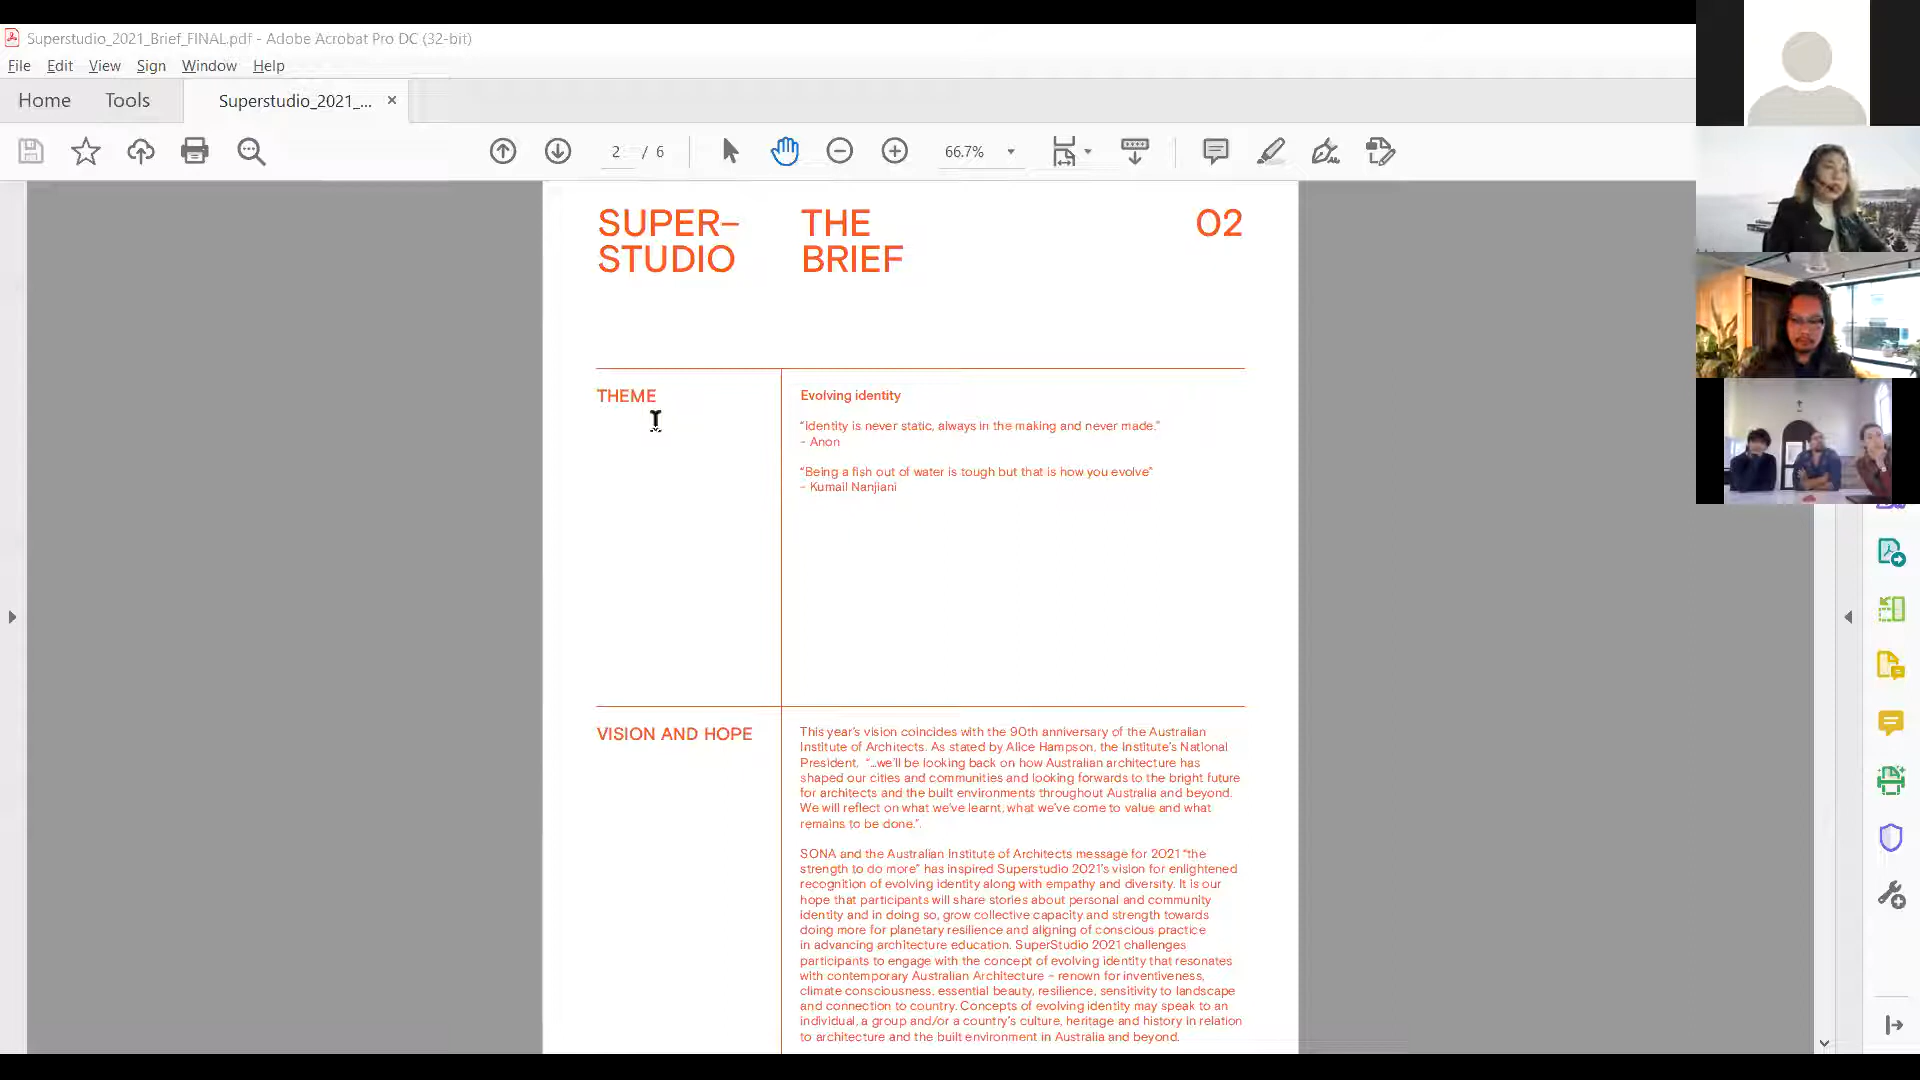 Superstudio_2021_Brief_FINAL.pdf - Adobe Acrobat Pro DC (32-bit)
File Edit View Sign Window Help
Home Tools Superstudio_2021_... ×
2 / 6 66.7%
SUPER–
STUDIO
THE
BRIEF
02
THEME
Evolving identity
“Identity is never static, always in the making and never made.”
- Anon
“Being a fish out of water is tough but that is how you evolve”
- Kumail Nanjiani
VISION AND HOPE
This year’s vision coincides with the 90th anniversary of the Australian
Institute of Architects. As stated by Alice Hampson, the Institute’s National
President, “...we’ll be looking back on how Australian architecture has
shaped our cities and communities and looking forwards to the bright future
for architects and the built environments throughout Australia and beyond.
We will reflect on what we’ve learnt, what we’ve come to value and what
remains to be done.”.
SONA and the Australian Institute of Architects message for 2021 “the
strength to do more” has inspired Superstudio 2021’s vision for enlightened
recognition of evolving identity along with empathy and diversity. It is our
hope that participants will share stories about personal and community
identity and in doing so, grow collective capacity and strength towards
doing more for planetary resilience and aligning of conscious practice
in advancing architecture education. SuperStudio 2021 challenges
participants to engage with the concept of evolving identity that resonates
with contemporary Australian Architecture - renown for inventiveness,
climate consciousness, essential beauty, resilience, sensitivity to landscape
and connection to country. Concepts of evolving identity may speak to an
individual, a group and/or a country’s culture, heritage and history in relation
to architecture and the built environment in Australia and beyond.